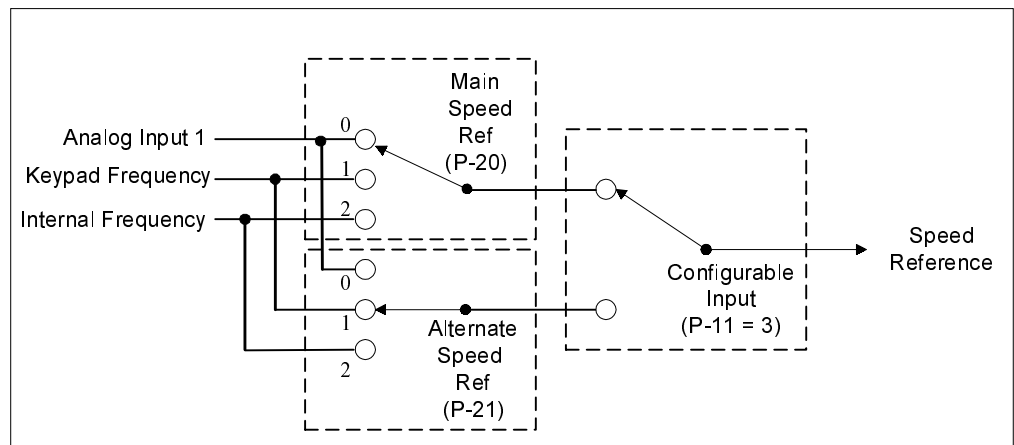 Main
Speed
Ref
(P-20)
Analog Input 1
0
Keypad Frequency
1
Internal Frequency
2
0
1
2
Alternate
Speed
Ref
(P-21)
Configurable
Input
(P-11 = 3)
Speed
Reference